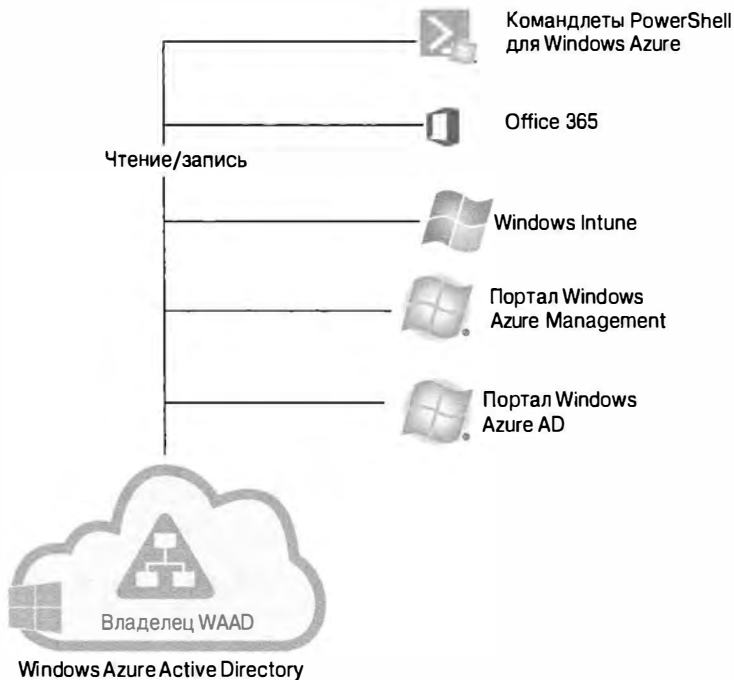 Командлеты PowerShell
для Windows Azure
Office 365
Чтение/запись
Windows Intune
Портал Windows
Azure Management
Портал Windows
Azure AD
Владелец WAAD
Windows Azure Active Directory